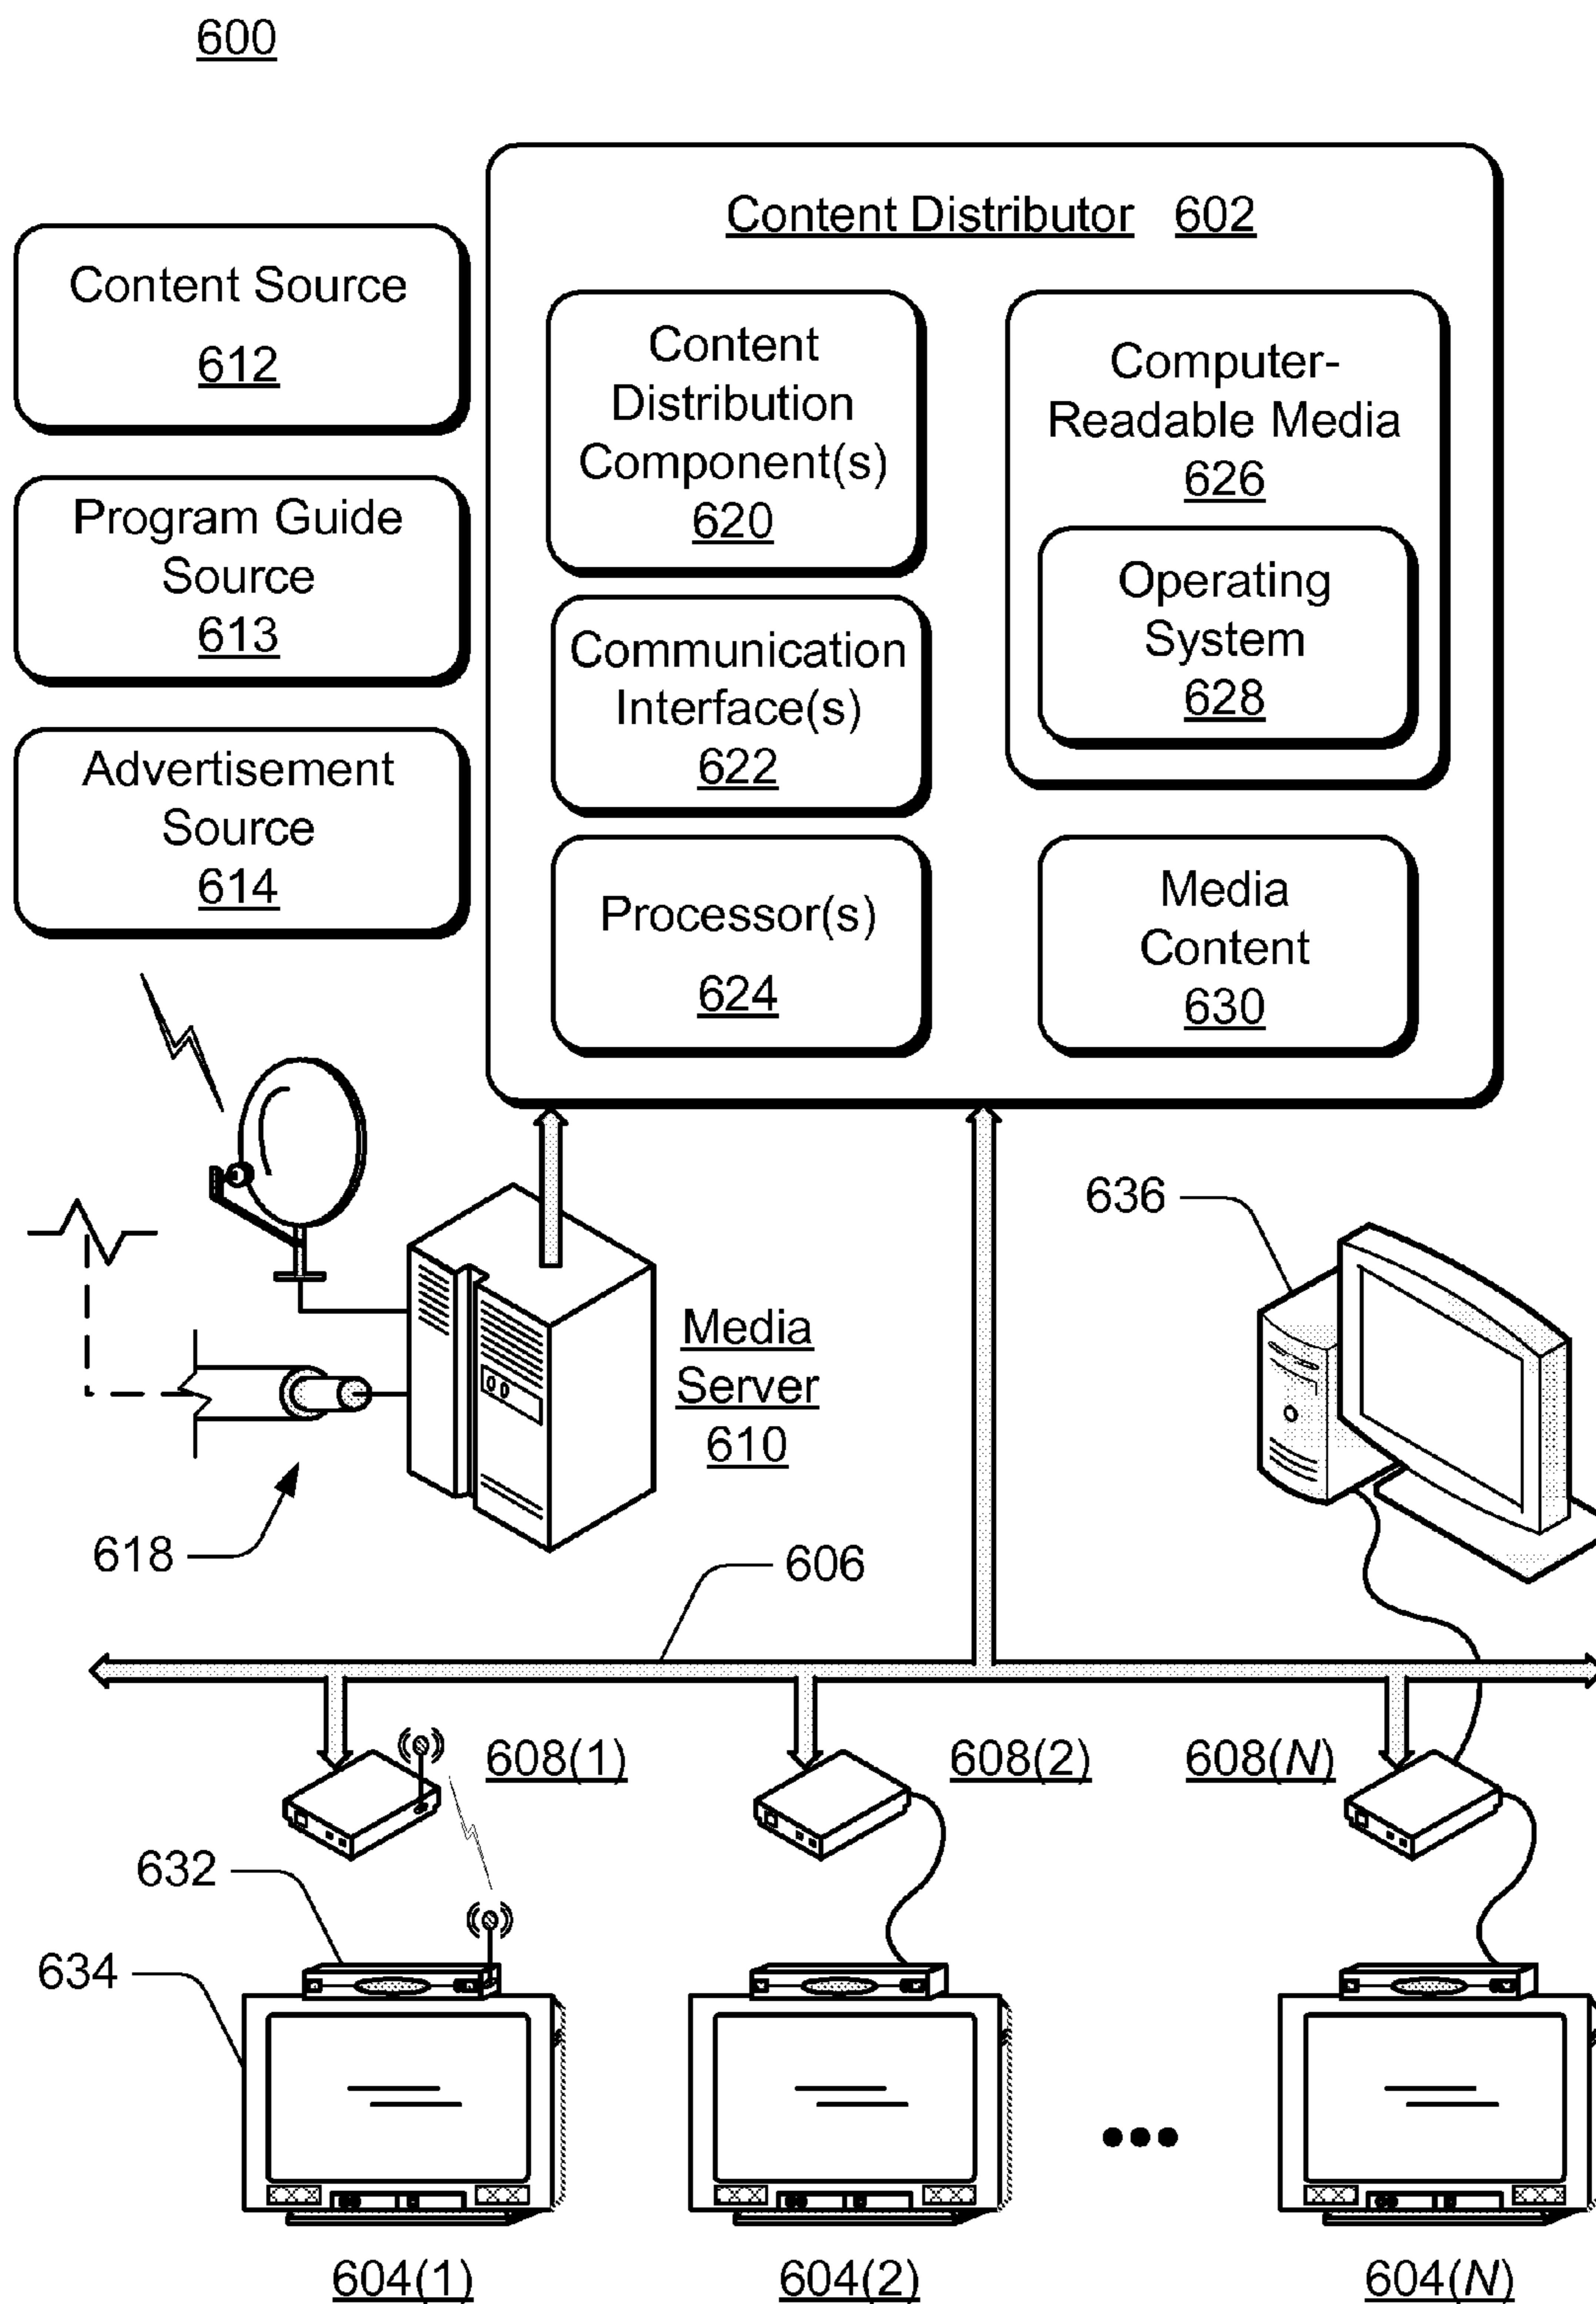 600
Content Distributor 602
Content Source
612
Program Guide
Source
613
Advertisement
Source
614
Content
Distribution
Component(s)
620
Communication
Interface(s)
622
Processor(s)
624
Computer-
Readable Media
626
Operating
System
628
Media
Content
630
636
Media
Server
610
618
606
608(1)
608(2)
608(N)
632
634
604(1)
604(2)
604(N)